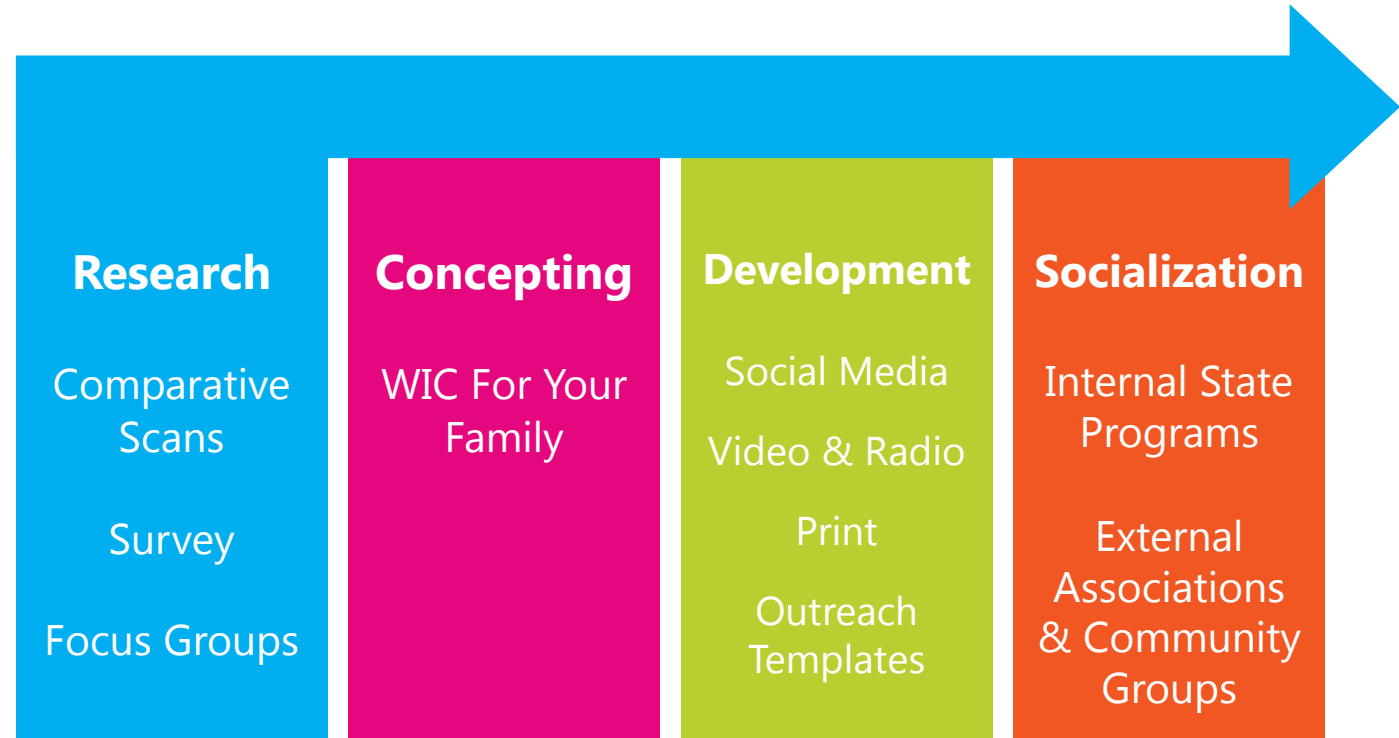 Research
Comparative
Scans
Survey
Focus Groups
Concepting
WIC For Your
Family
Development
Social Media
Video & Radio
Print
Outreach
Templates
Socialization
Internal State
Programs
External
Associations
& Community
Groups